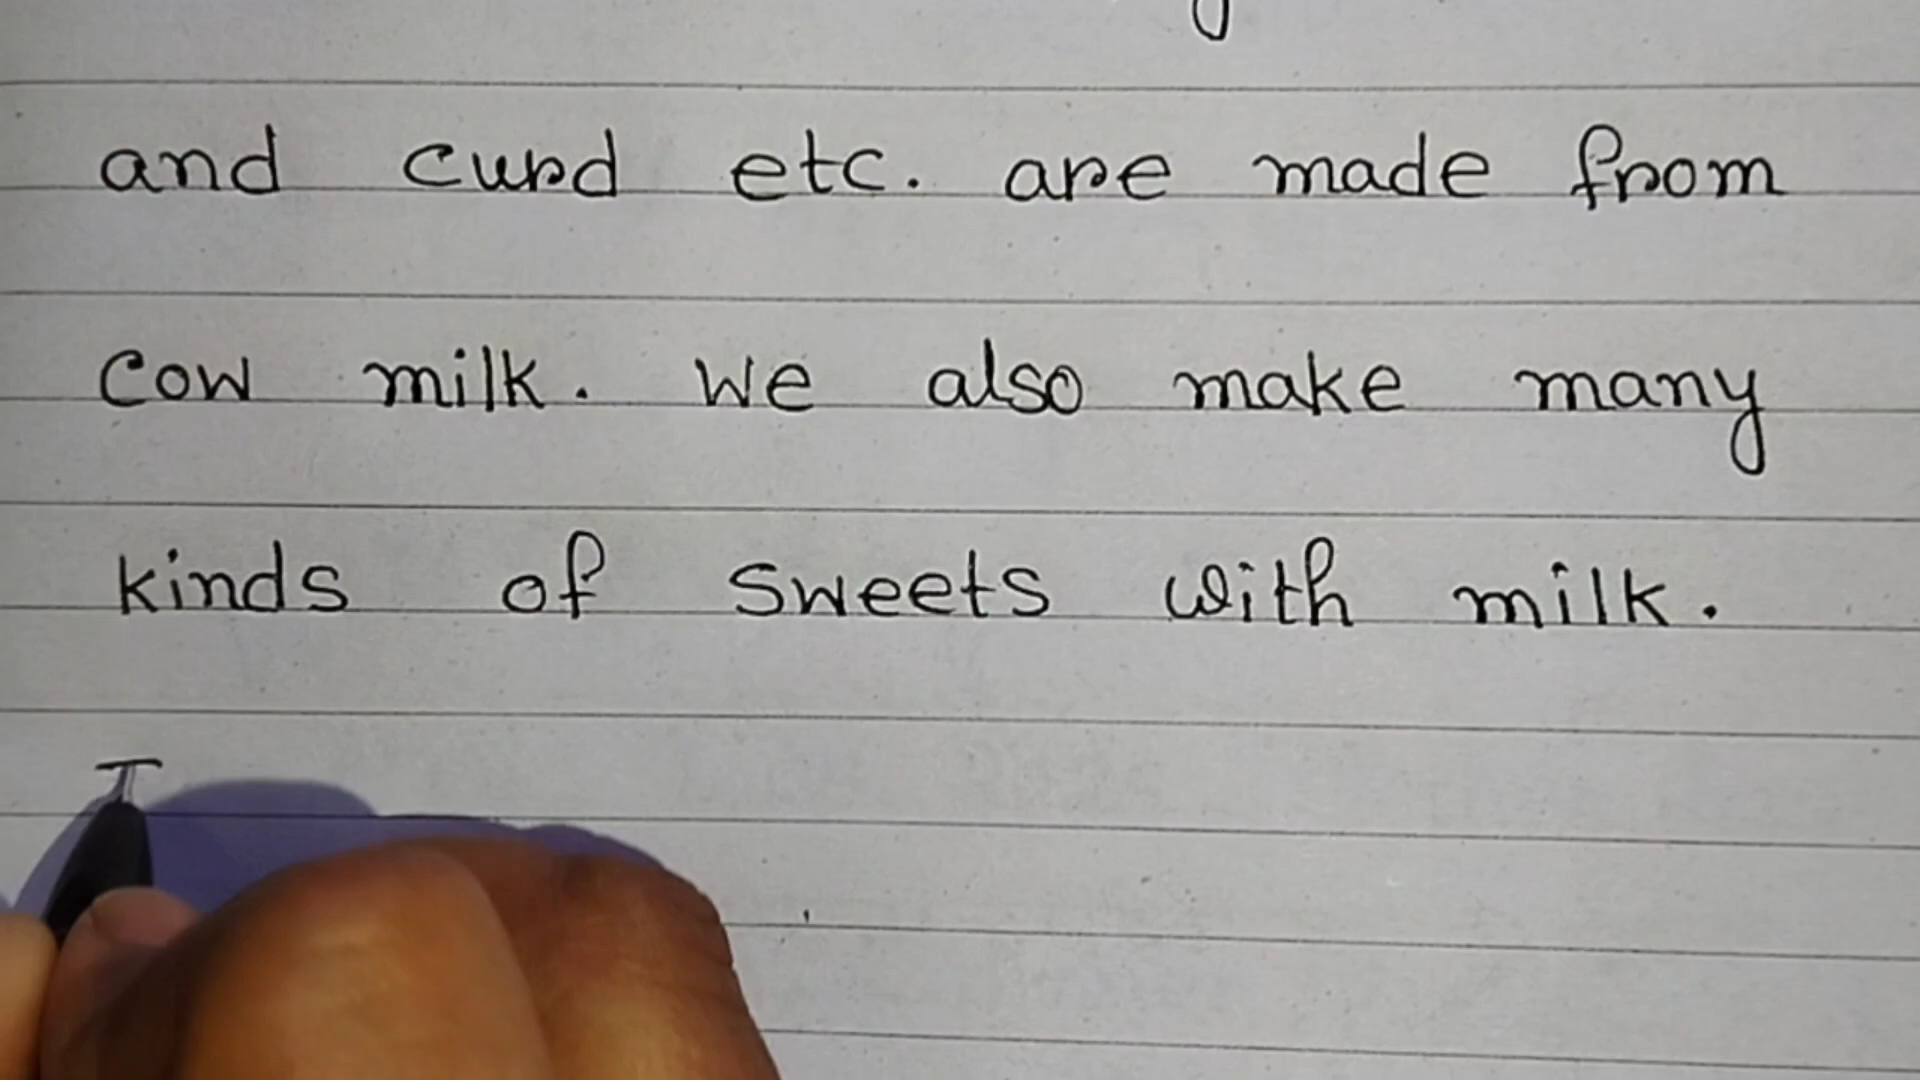 and curd etc. are made from
cow milk. we also make many
kinds of sweets with milk.
T